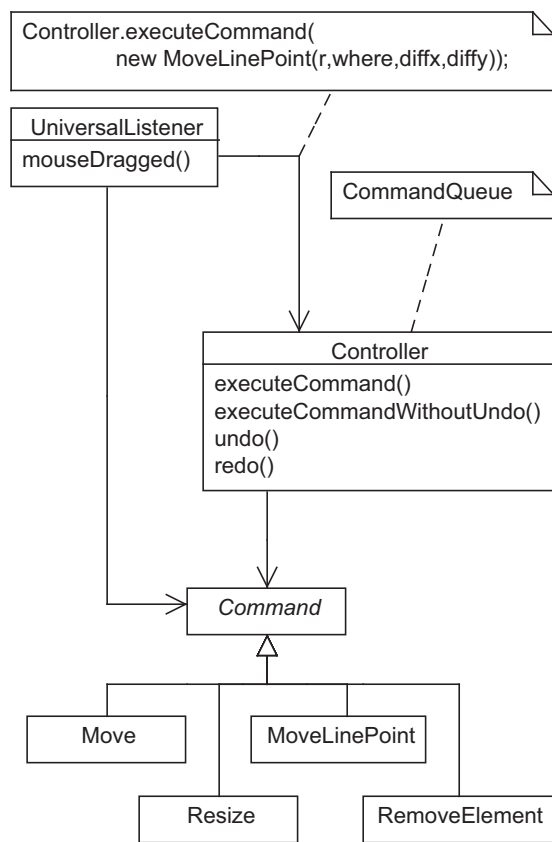 Controller.executeCommand(
new MoveLinePoint(r,where,diffx,diffy));
UniversalListener
mouseDragged()
CommandQueue
Controller
executeCommand()
executeCommandWithoutUndo()
undo()
redo()
Command
Move
MoveLinePoint
Resize
RemoveElement